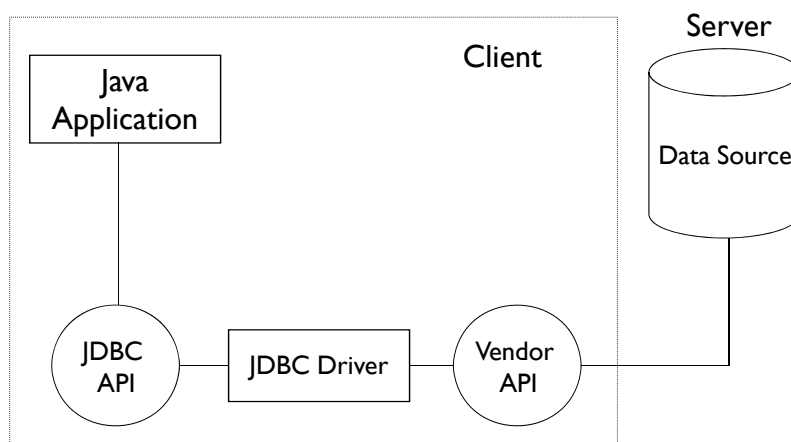 Server
Client
Java
Application
Data Source
JDBC
API
JDBC Driver
Vendor
API